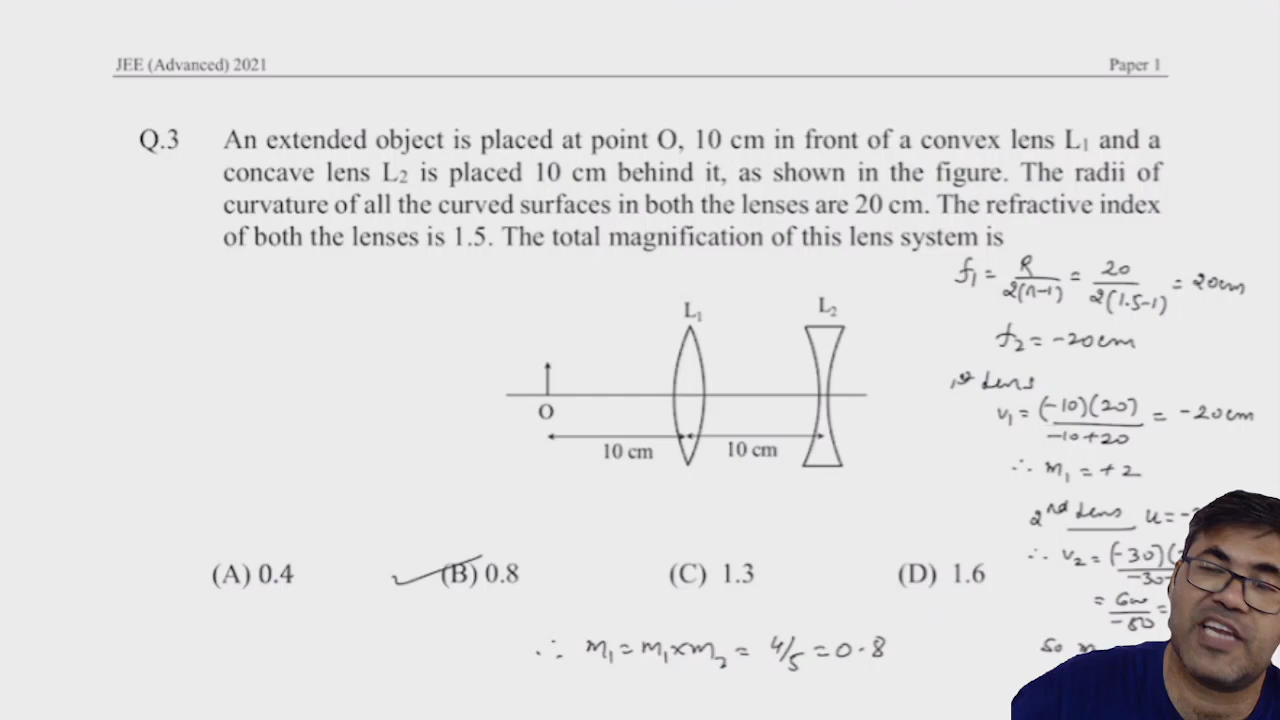 JEE (Advanced) 2021 Paper 1
Q.3 An extended object is placed at point O, 10 cm in front of a convex lens L₁ and a
concave lens L₂ is placed 10 cm behind it, as shown in the figure. The radii of
curvature of all the curved surfaces in both the lenses are 20 cm. The refractive index
of both the lenses is 1.5. The total magnification of this lens system is
f₁ = R/2(n-1) = 20/2(1.5-1) = 20cm
L₁ L₂
f₂ = -20cm
1st Lens
O
v₁ = (-10)(20)/-10+20 = -20cm
10 cm 10 cm
∴ m₁ = +2
2nd Lens u = -
∴ v₂ = (-30)(/-30
(A) 0.4 (B) 0.8 (C) 1.3 (D) 1.6
= 600/-50 =
So
∴ m₁ = m₁×m₂ = 4/5 = 0.8